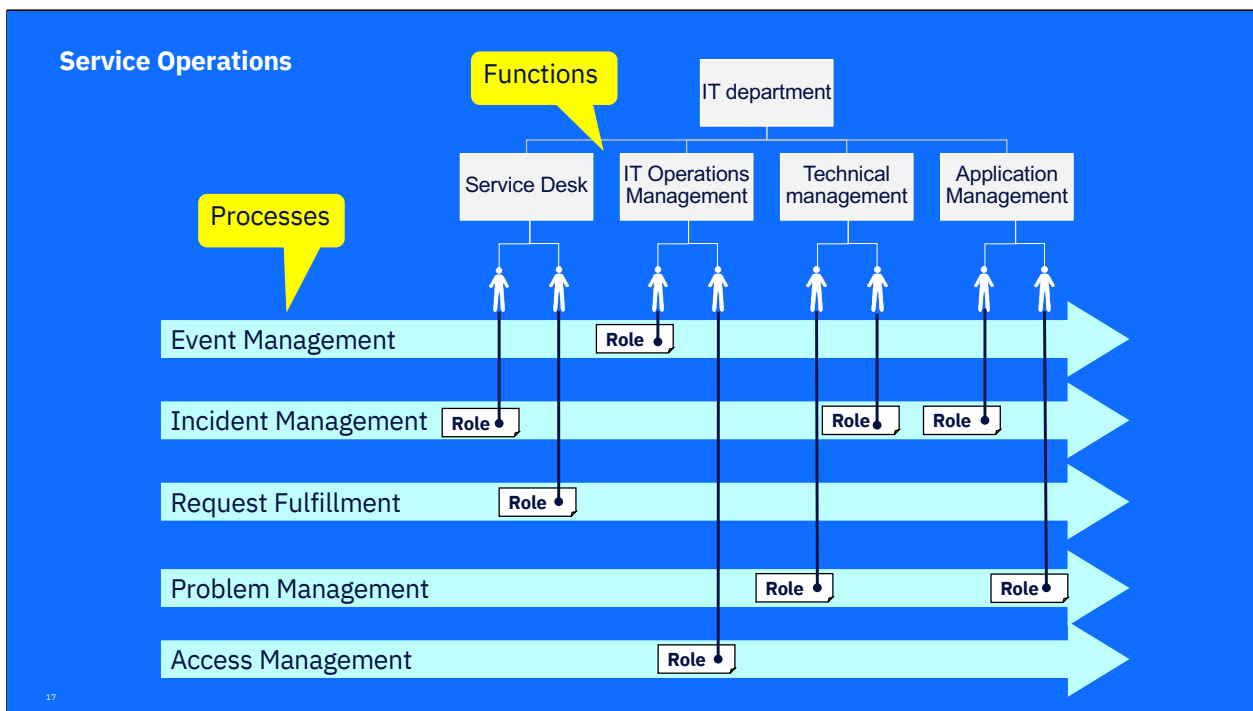 Service Operations
Functions
IT department
Service Desk
IT Operations
Management
Technical
management
Application
Management
Processes
Event Management
Role
Incident Management
Role
Role
Role
Request Fulfillment
Role
Problem Management
Role
Role
Access Management
Role
17